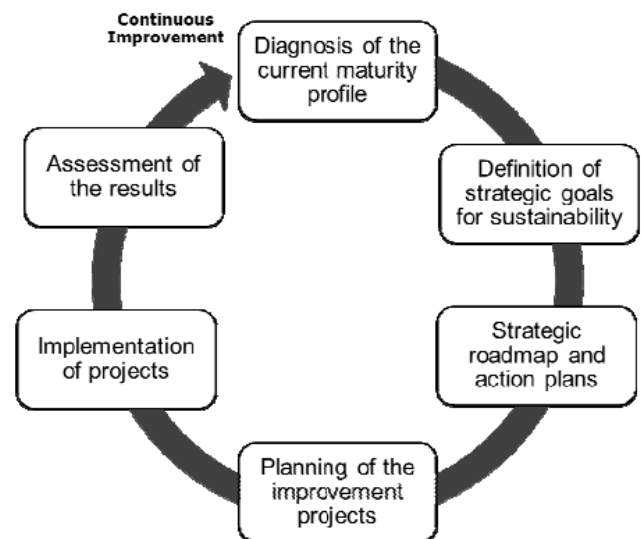 Continuous
Improvement
Diagnosis of the
current maturity
profile
Definition of
strategic goals
for sustainability
Strategic
roadmap and
action plans
Planning of the
improvement
projects
Implementation
of projects
Assessment of
the results